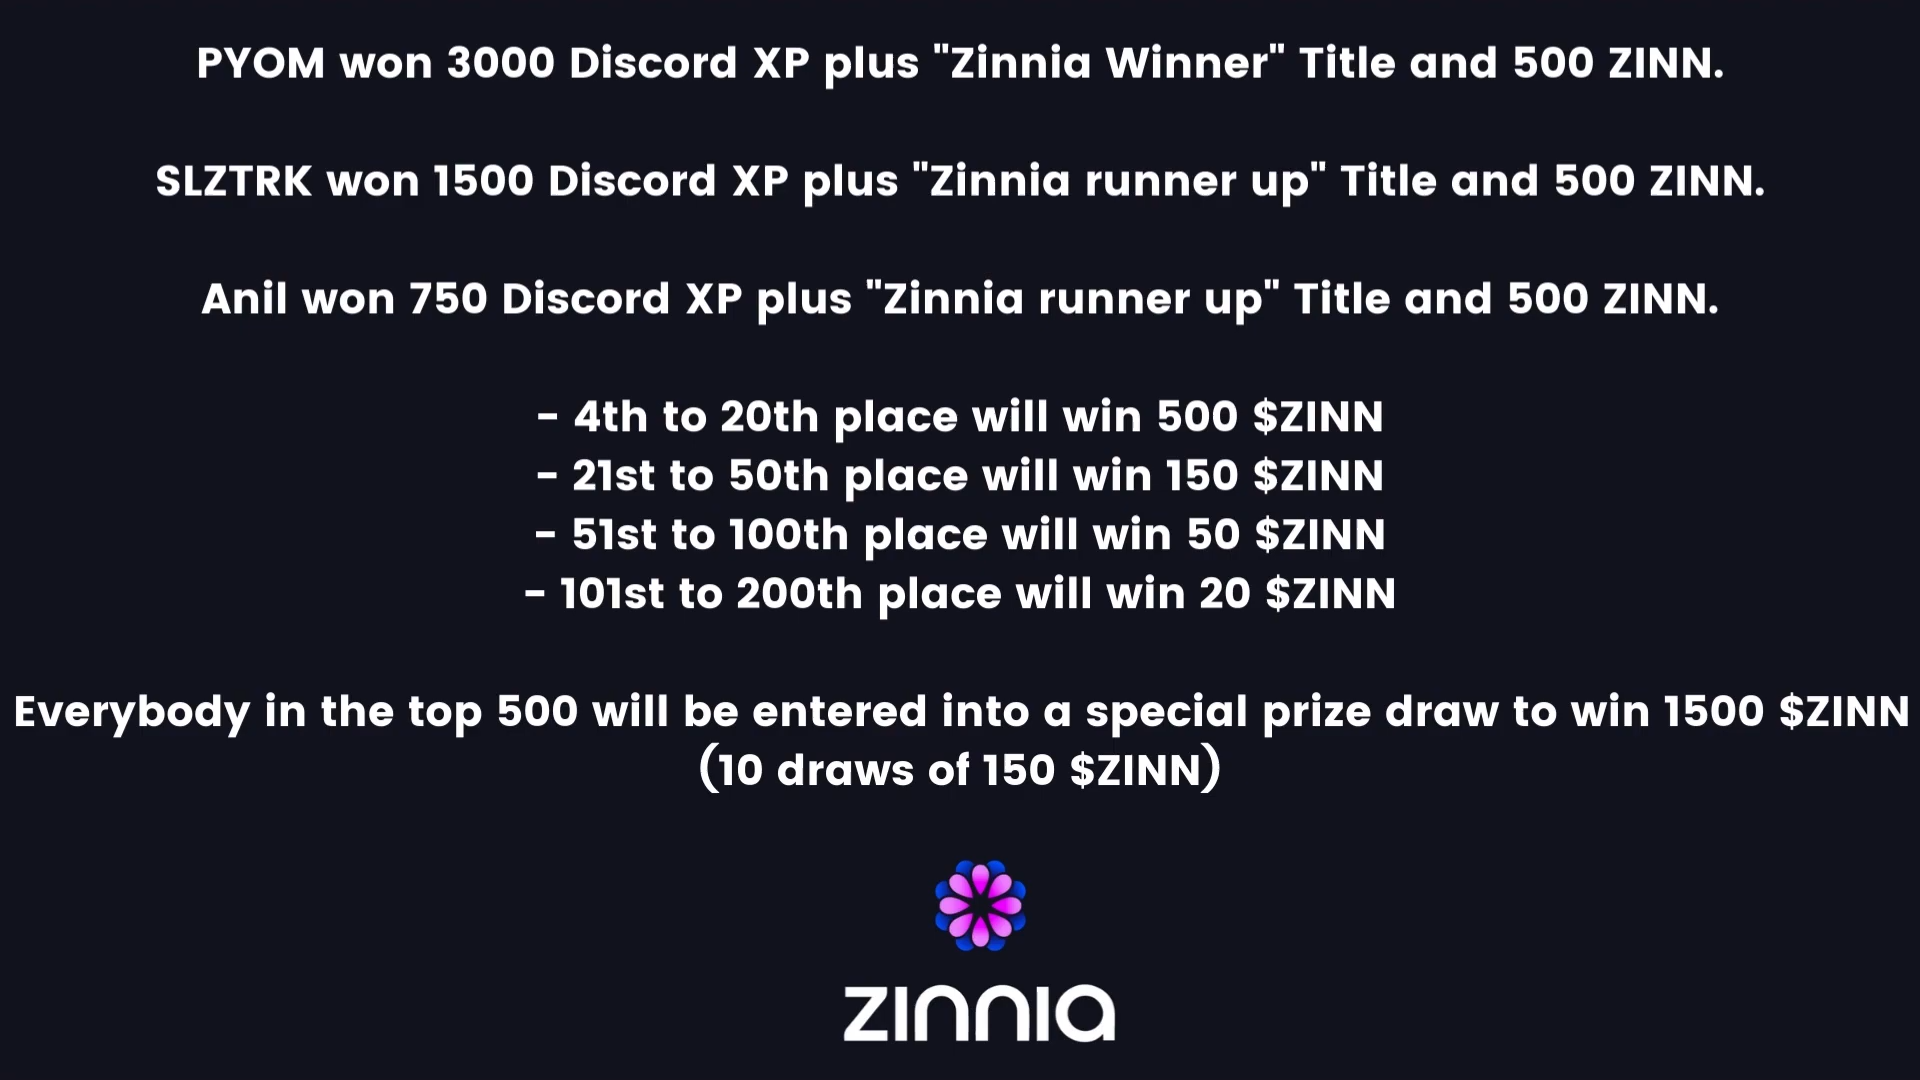 PYOM won 3000 Discord XP plus "Zinnia Winner" Title and 500 ZINN.
SLZTRK won 1500 Discord XP plus "Zinnia runner up" Title and 500 ZINN.
Anil won 750 Discord XP plus "Zinnia runner up" Title and 500 ZINN.
- 4th to 20th place will win 500 $ZINN
- 21st to 50th place will win 150 $ZINN
- 51st to 100th place will win 50 $ZINN
- 101st to 200th place will win 20 $ZINN
Everybody in the top 500 will be entered into a special prize draw to win 1500 $ZINN
(10 draws of 150 $ZINN)
zinnia